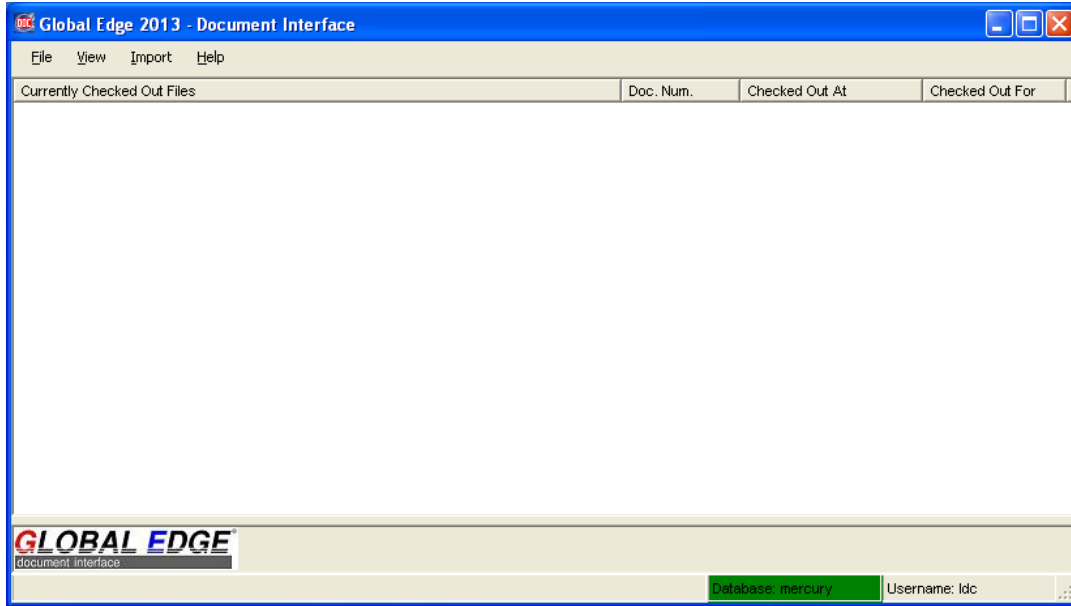 DOC Global Edge 2013 - Document Interface
File View Import Help
Currently Checked Out Files Doc. Num. Checked Out At Checked Out For
GLOBAL EDGE®
document interface
Database: mercury Username: ldc